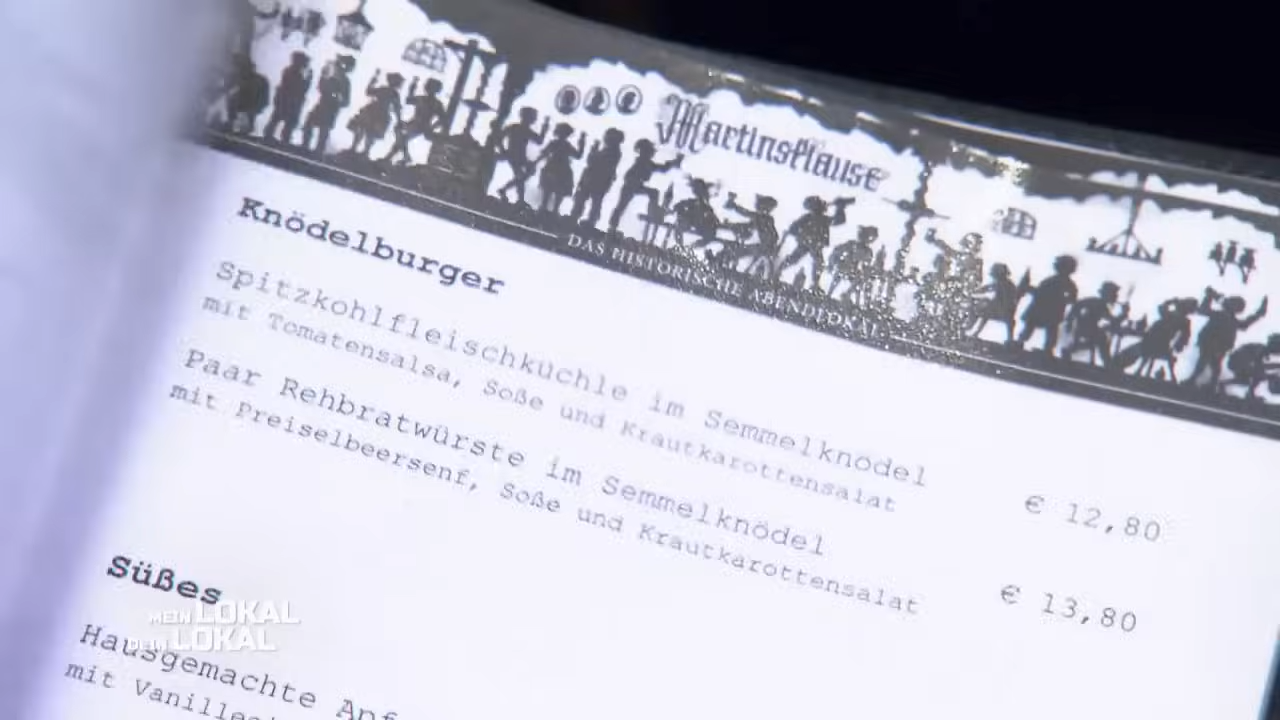 Martinsklause
DAS HISTORISCHE ABENDLOKAL
Knödelburger
Spitzkohlfleischküchle im Semmelknödel
mit Tomatensalsa, Soße und Krautkarottensalat € 12,80
Paar Rehbratwürste im Semmelknödel
mit Preiselbeersenf, Soße und Krautkarottensalat € 13,80
Süßes
MEIN LOKAL
DEIN LOKAL
Hausgemachte
mit